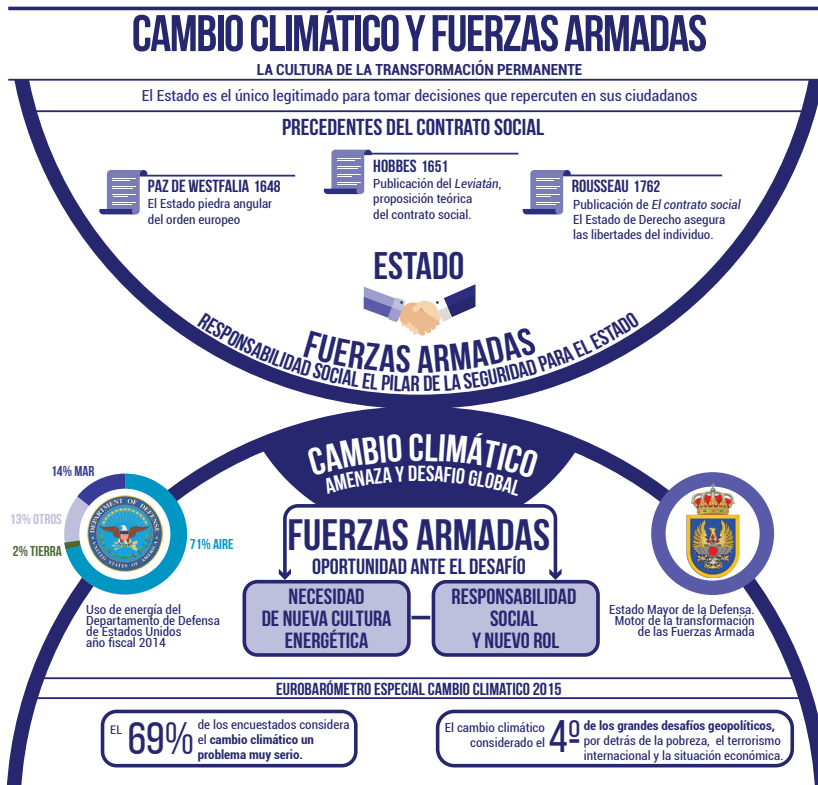 CAMBIO CLIMÁTICO Y FUERZAS ARMADAS
LA CULTURA DE LA TRANSFORMACIÓN PERMANENTE
El Estado es el único legitimado para tomar decisiones que repercuten en sus ciudadanos
PRECEDENTES DEL CONTRATO SOCIAL
PAZ DE WESTFALIA 1648
El Estado piedra angular
del orden europeo
HOBBES 1651
Publicación del Leviatán,
proposición teórica
del contrato social.
ROUSSEAU 1762
Publicación de El contrato social
El Estado de Derecho asegura
las libertades del individuo.
ESTADO
FUERZAS ARMADAS
RESPONSABILIDAD SOCIAL EL PILAR DE LA SEGURIDAD PARA EL ESTADO
CAMBIO CLIMÁTICO
AMENAZA Y DESAFIO GLOBAL
14% MAR
13% OTROS
2% TIERRA
71% AIRE
DEPARTMENT OF DEFENSE
UNITED STATES OF AMERICA
Uso de energía del
Departamento de Defensa
de Estados Unidos
año fiscal 2014
FUERZAS ARMADAS
OPORTUNIDAD ANTE EL DESAFÍO
NECESIDAD
DE NUEVA CULTURA
ENERGÉTICA
RESPONSABILIDAD
SOCIAL
Y NUEVO ROL
Estado Mayor de la Defensa.
Motor de la transformación
de las Fuerzas Armada
EUROBARÓMETRO ESPECIAL CAMBIO CLIMATICO 2015
EL 69% de los encuestados considera
el cambio climático un
problema muy serio.
El cambio climático
considerado el 4º de los grandes desafíos geopolíticos,
por detrás de la pobreza, el terrorismo
internacional y la situación económica.